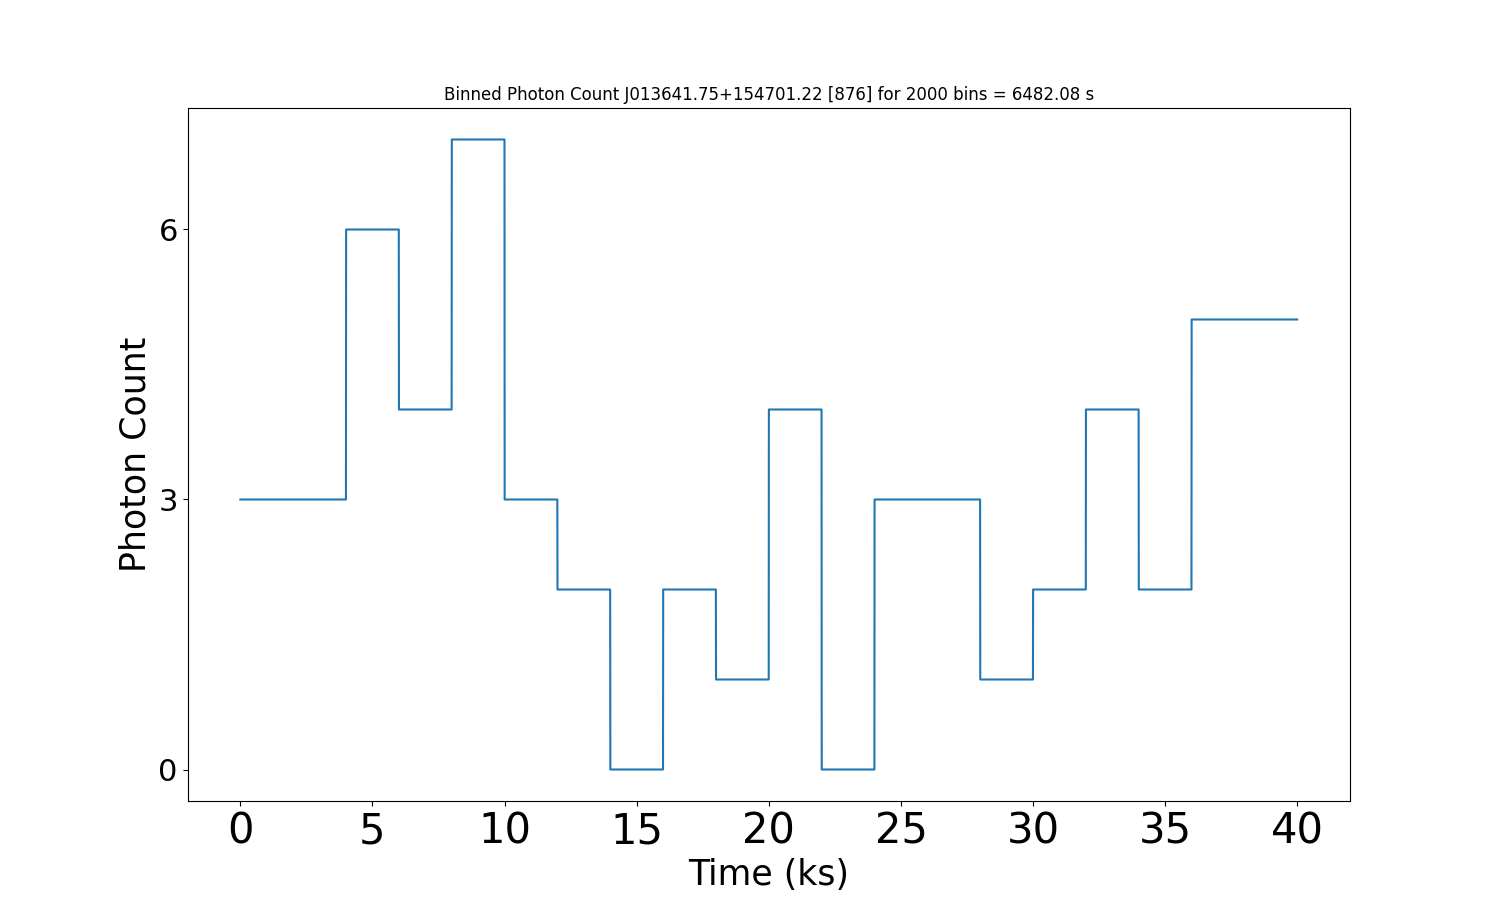 Binned Photon Count J013641.75+154701.22 [876] for 2000 bins = 6482.08 s
6
3
0
Photon Count
0 5 10 15 20 25 30 35 40
Time (ks)